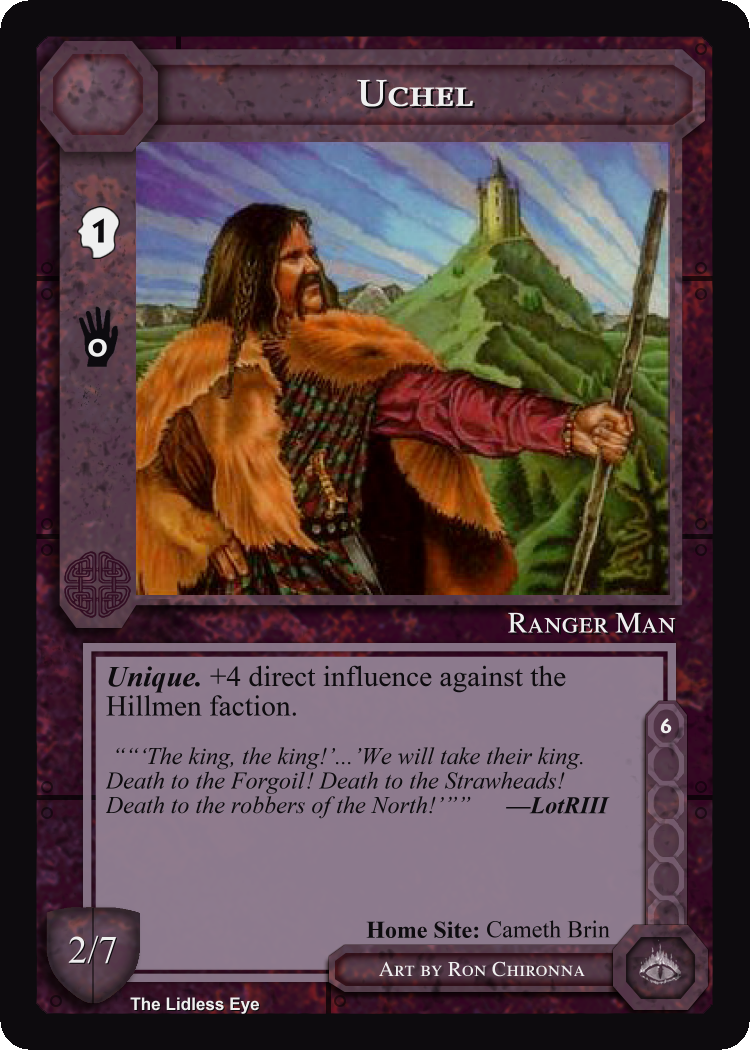 Uchel
1
0
Ranger Man
Unique. +4 direct influence against the
Hillmen faction.
““‘The king, the king!’...’We will take their king.
Death to the Forgoil! Death to the Strawheads!
Death to the robbers of the North!’”” —LotRIII
6
Home Site: Cameth Brin
2/7
Art by Ron Chironna
The Lidless Eye